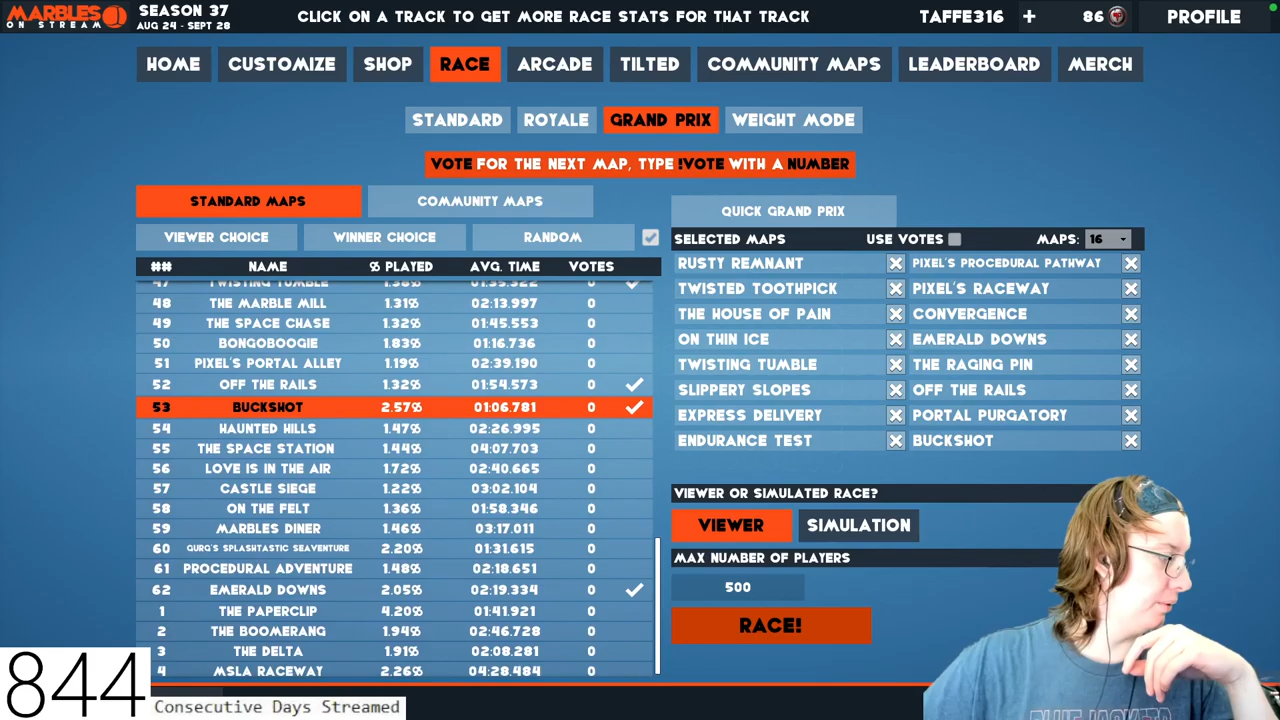 MARBLES
ON STREAM
SEASON 37
AUG 24 - SEPT 28
CLICK ON A TRACK TO GET MORE RACE STATS FOR THAT TRACK
TAFFE316 +
86
PROFILE
HOME
CUSTOMIZE
SHOP
RACE
ARCADE
TILTED
COMMUNITY MAPS
LEADERBOARD
MERCH
STANDARD
ROYALE
GRAND PRIX
WEIGHT MODE
VOTE FOR THE NEXT MAP, TYPE !VOTE WITH A NUMBER
STANDARD MAPS
COMMUNITY MAPS
VIEWER CHOICE
WINNER CHOICE
RANDOM
## NAME % PLAYED AVG. TIME VOTES
47 TWISTING TUMBLE 1.38% 01:35.322 0
48 THE MARBLE MILL 1.31% 02:13.997 0
49 THE SPACE CHASE 1.32% 01:45.553 0
50 BONGOBOOGIE 1.83% 01:16.736 0
51 PIXEL'S PORTAL ALLEY 1.19% 02:39.190 0
52 OFF THE RAILS 1.32% 01:54.573 0
53 BUCKSHOT 2.57% 01:06.781 0
54 HAUNTED HILLS 1.47% 02:26.995 0
55 THE SPACE STATION 1.44% 04:07.703 0
56 LOVE IS IN THE AIR 1.72% 02:40.665 0
57 CASTLE SIEGE 1.22% 03:02.104 0
58 ON THE FELT 1.36% 01:58.346 0
59 MARBLES DINER 1.46% 03:17.011 0
60 GURG'S SPLASHTASTIC SEAVENTURE 2.20% 01:31.615 0
61 PROCEDURAL ADVENTURE 1.48% 02:18.651 0
62 EMERALD DOWNS 2.05% 02:19.334 0
1 THE PAPERCLIP 4.20% 01:41.921 0
2 THE BOOMERANG 1.94% 02:46.728 0
3 THE DELTA 1.91% 02:08.281 0
4 MSLA RACEWAY 2.26% 04:28.484 0
QUICK GRAND PRIX
SELECTED MAPS USE VOTES MAPS: 16
RUSTY REMNANT PIXEL'S PROCEDURAL PATHWAY
TWISTED TOOTHPICK PIXEL'S RACEWAY
THE HOUSE OF PAIN CONVERGENCE
ON THIN ICE EMERALD DOWNS
TWISTING TUMBLE THE RAGING PIN
SLIPPERY SLOPES OFF THE RAILS
EXPRESS DELIVERY PORTAL PURGATORY
ENDURANCE TEST BUCKSHOT
VIEWER OR SIMULATED RACE?
VIEWER
SIMULATION
MAX NUMBER OF PLAYERS
500
RACE!
844
Consecutive Days Streamed
BLUE JACKETS